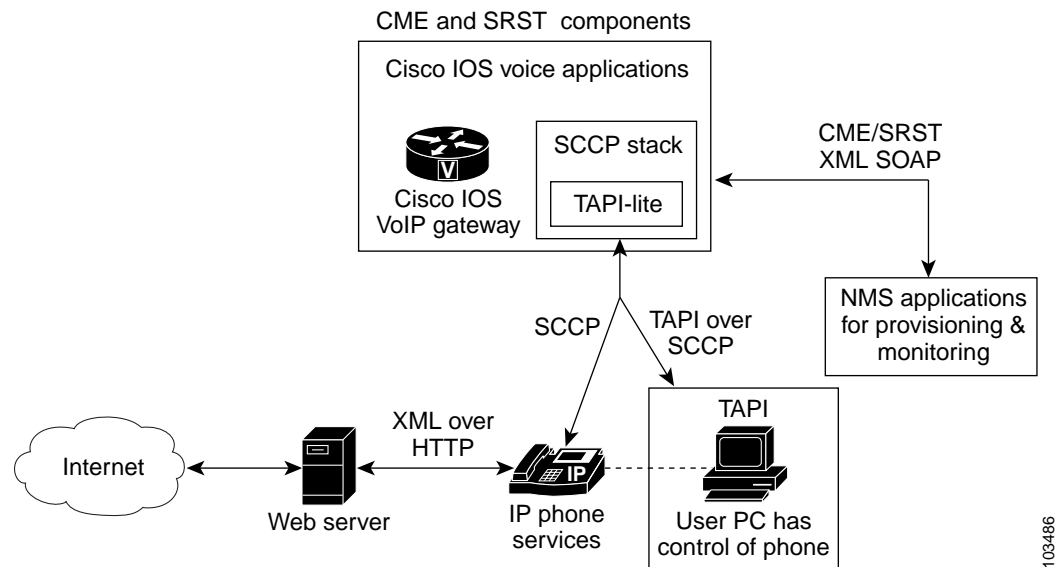 CME and SRST components
Cisco IOS voice applications
V
Cisco IOS
VoIP gateway
SCCP stack
TAPI-lite
CME/SRST
XML SOAP
NMS applications
for provisioning &
monitoring
SCCP
TAPI over
SCCP
Internet
Web server
XML over
HTTP
IP
IP phone
services
TAPI
User PC has
control of phone
103486